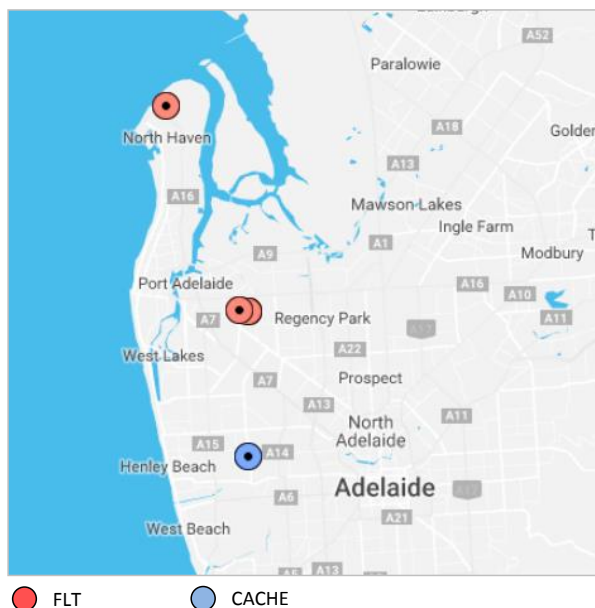 A52
Paralowie
A18
Golden
North Haven
A13
A16
Mawson Lakes
Ingle Farm
A1
Modbury
A9
Port Adelaide
A16
A10
A11
A7
Regency Park
A22
West Lakes
A7
Prospect
A13
A11
North
Adelaide
A15
A14
Henley Beach
Adelaide
A6
A21
West Beach
A5
A13
FLT
CACHE